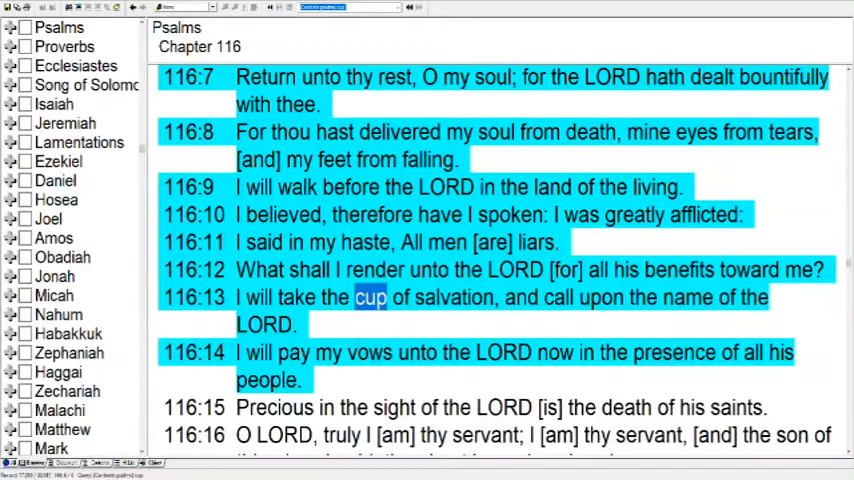 [Contents psalms] cup
Psalms
Proverbs
Ecclesiastes
Song of Solomo
Isaiah
Jeremiah
Lamentations
Ezekiel
Daniel
Hosea
Joel
Amos
Obadiah
Jonah
Micah
Nahum
Habakkuk
Zephaniah
Haggai
Zechariah
Malachi
Matthew
Mark
Psalms
Chapter 116
116:7 Return unto thy rest, O my soul; for the LORD hath dealt bountifully
with thee.
116:8 For thou hast delivered my soul from death, mine eyes from tears,
[and] my feet from falling.
116:9 I will walk before the LORD in the land of the living.
116:10 I believed, therefore have I spoken: I was greatly afflicted:
116:11 I said in my haste, All men [are] liars.
116:12 What shall I render unto the LORD [for] all his benefits toward me?
116:13 I will take the cup of salvation, and call upon the name of the
LORD.
116:14 I will pay my vows unto the LORD now in the presence of all his
people.
116:15 Precious in the sight of the LORD [is] the death of his saints.
116:16 O LORD, truly I [am] thy servant; I [am] thy servant, [and] the son of